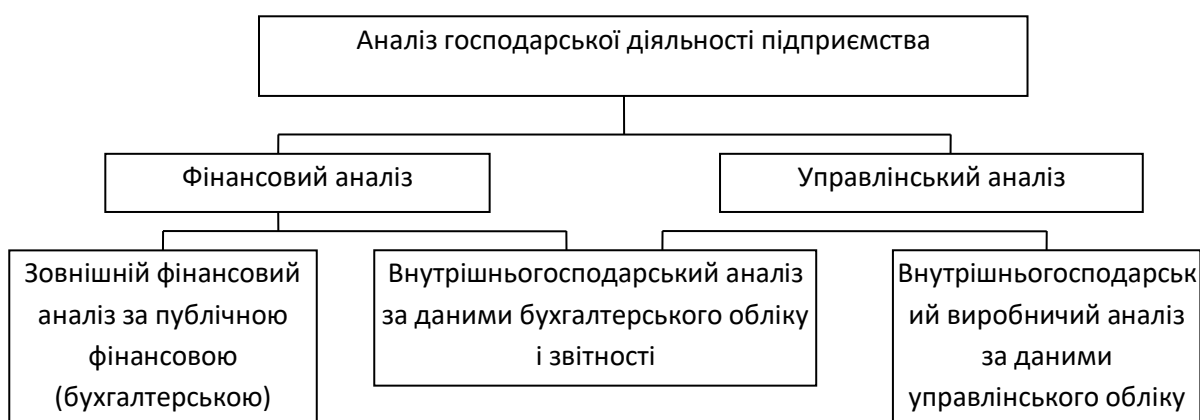 Аналіз господарської діяльності підприємства
Фінансовий аналіз
Управлінський аналіз
Зовнішній фінансовий
аналіз за публічною
фінансовою
(бухгалтерською)
Внутрішньогосподарський аналіз
за даними бухгалтерського обліку
і звітності
Внутрішньогосподарськ
ий виробничий аналіз
за даними
управлінського обліку